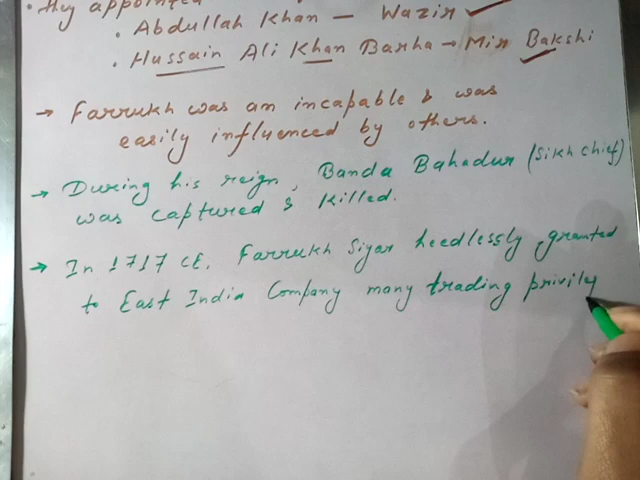 • They appointed
• Abdullah Khan — Wazir ✓
• Hussain Ali Khan Barha → Mir Bakshi
→ Farrukh was an incapable & was
easily influenced by others.
→ During his reign, Banda Bahadur (Sikh chief)
was captured & killed.
→ In 1717 CE, Farrukh Siyar heedlessly granted
to East India Company many trading privily